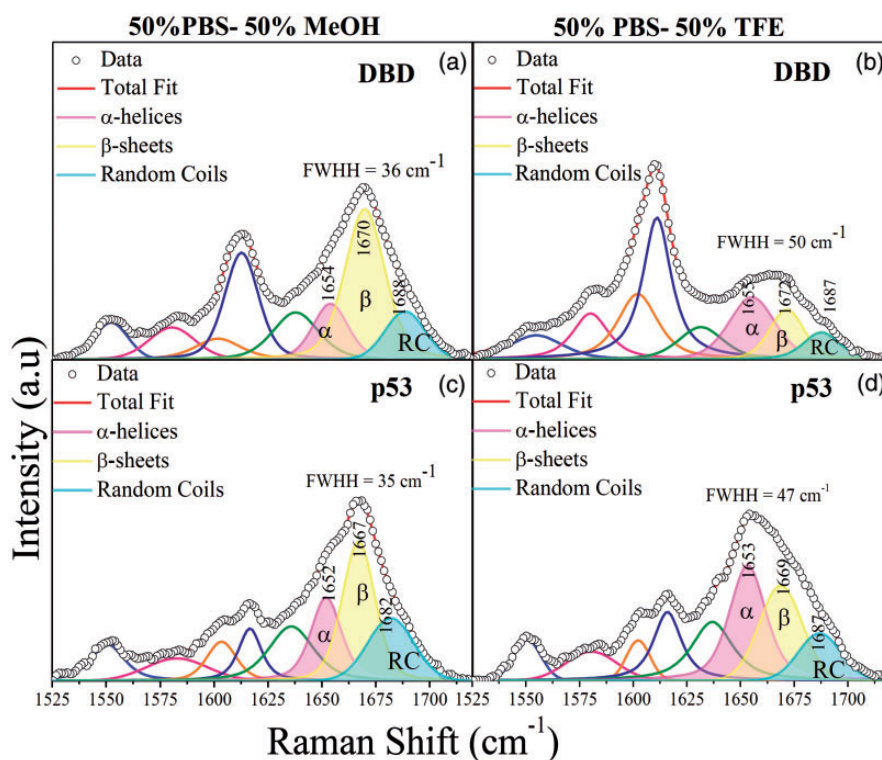 50%PBS- 50% MeOH
50% PBS- 50% TFE
Data
Total Fit
α-helices
β-sheets
Random Coils
DBD
(a)
FWHH = 36 cm-1
1654
1670
1688
α
β
RC
Data
Total Fit
α-helices
β-sheets
Random Coils
DBD
(b)
FWHH = 50 cm-1
1655
1672
1687
α
β
RC
Data
Total Fit
α-helices
β-sheets
Random Coils
p53
(c)
FWHH = 35 cm-1
1652
1667
1682
α
β
RC
Data
Total Fit
α-helices
β-sheets
Random Coils
p53
(d)
FWHH = 47 cm-1
1653
1669
1687
α
β
RC
1525 1550 1575 1600 1625 1650 1675 1700 1525 1550 1575 1600 1625 1650 1675 1700
Intensity (a.u)
Raman Shift (cm-1)